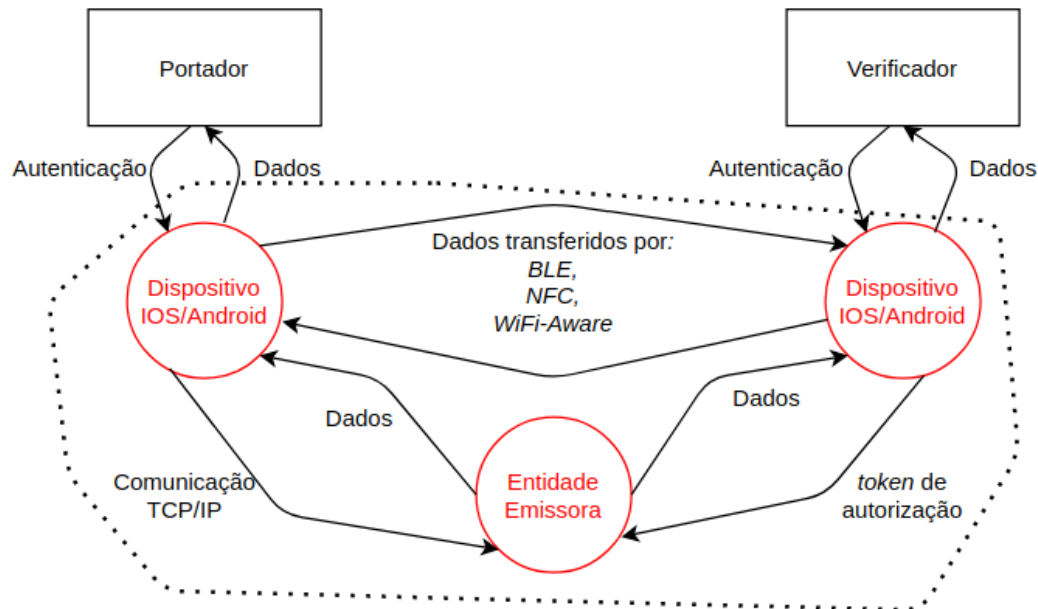 Portador
Verificador
Autenticação
Dados
Autenticação
Dados
Dados transferidos por:
BLE,
NFC,
WiFi-Aware
Dispositivo
IOS/Android
Dispositivo
IOS/Android
Dados
Dados
Comunicação
TCP/IP
Entidade
Emissora
token de
autorização